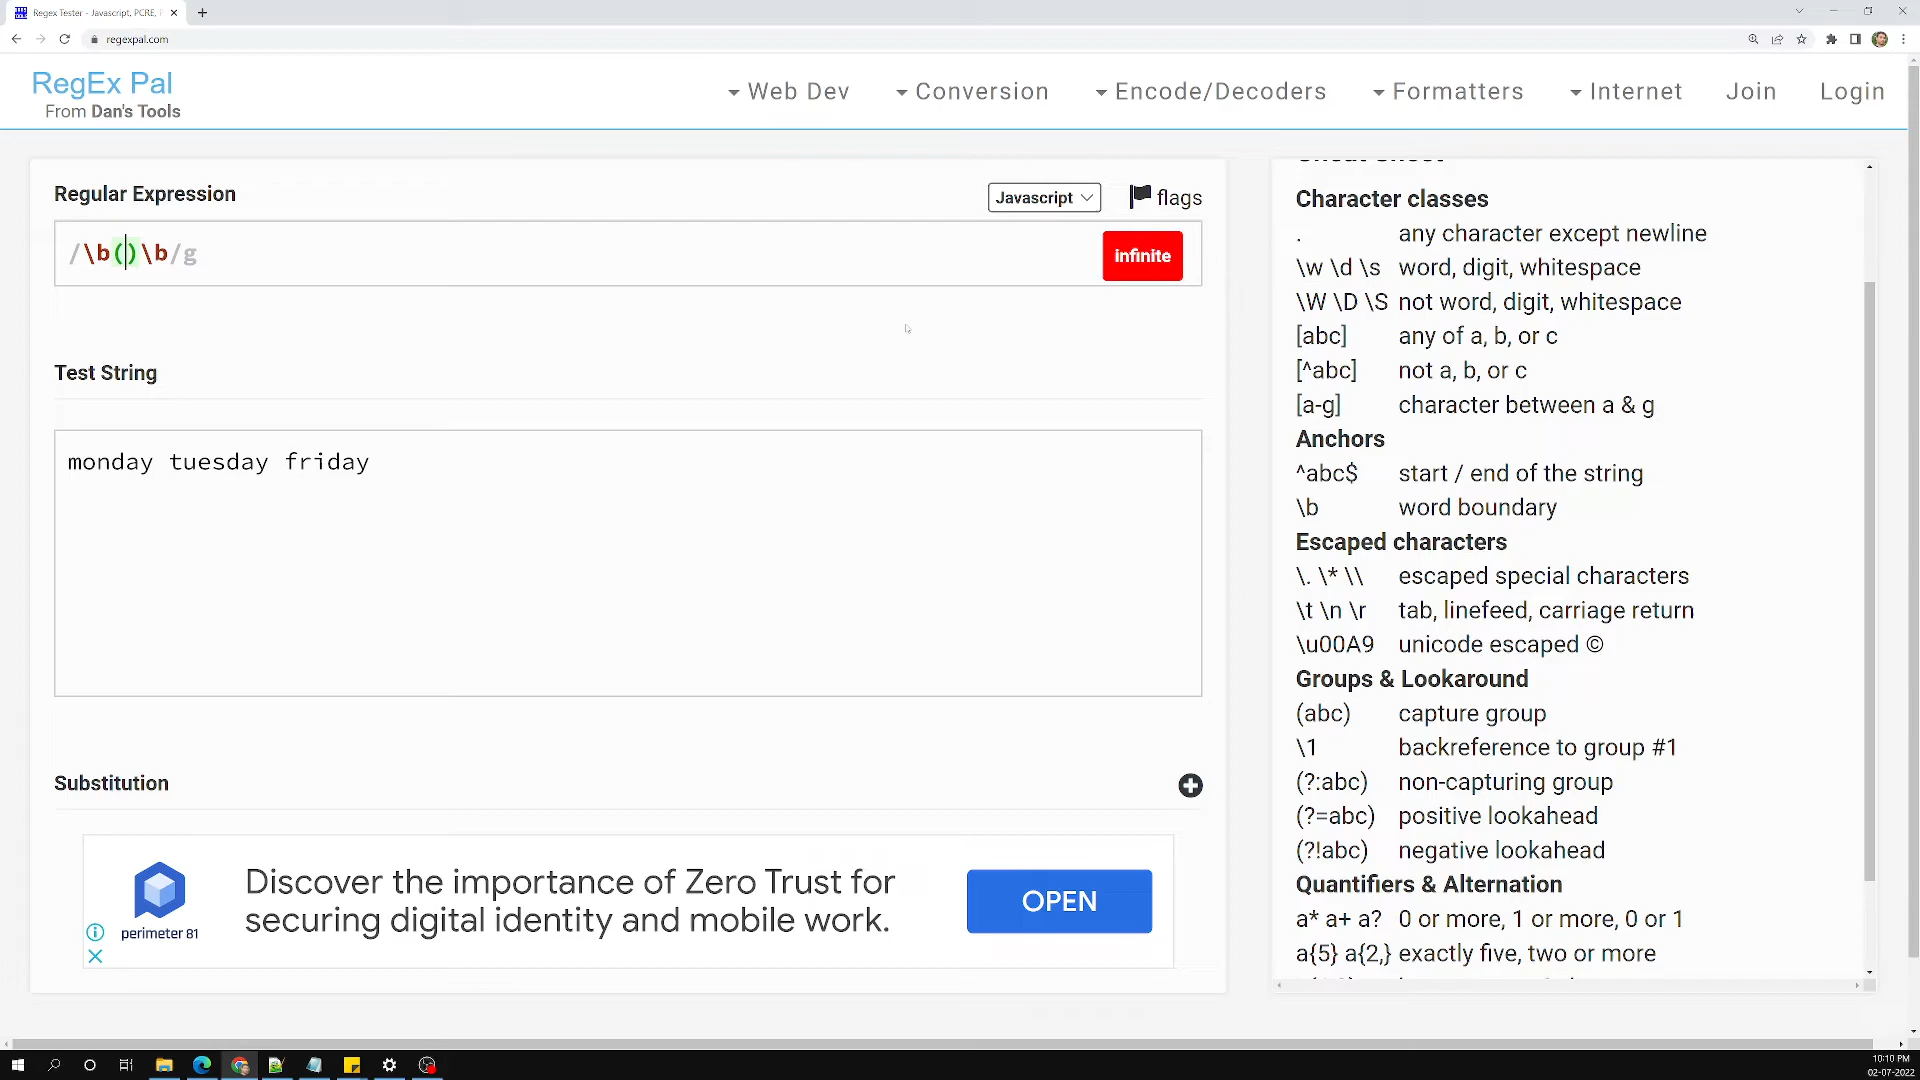 Regex Tester - Javascript, PCRE,
regexpal.com
RegEx Pal
From Dan's Tools
Web Dev
Conversion
Encode/Decoders
Formatters
Internet
Join
Login
Regular Expression
Javascript
flags
/\b()\b/g
infinite
Test String
monday tuesday friday
Substitution
perimeter 81
Discover the importance of Zero Trust for
securing digital identity and mobile work.
OPEN
Character classes
. any character except newline
\w \d \s word, digit, whitespace
\W \D \S not word, digit, whitespace
[abc] any of a, b, or c
[^abc] not a, b, or c
[a-g] character between a & g
Anchors
^abc$ start / end of the string
\b word boundary
Escaped characters
\. \* \\ escaped special characters
\t \n \r tab, linefeed, carriage return
\u00A9 unicode escaped ©
Groups & Lookaround
(abc) capture group
\1 backreference to group #1
(?:abc) non-capturing group
(?=abc) positive lookahead
(?!abc) negative lookahead
Quantifiers & Alternation
a* a+ a? 0 or more, 1 or more, 0 or 1
a{5} a{2,} exactly five, two or more
10:10 PM
02-07-2022